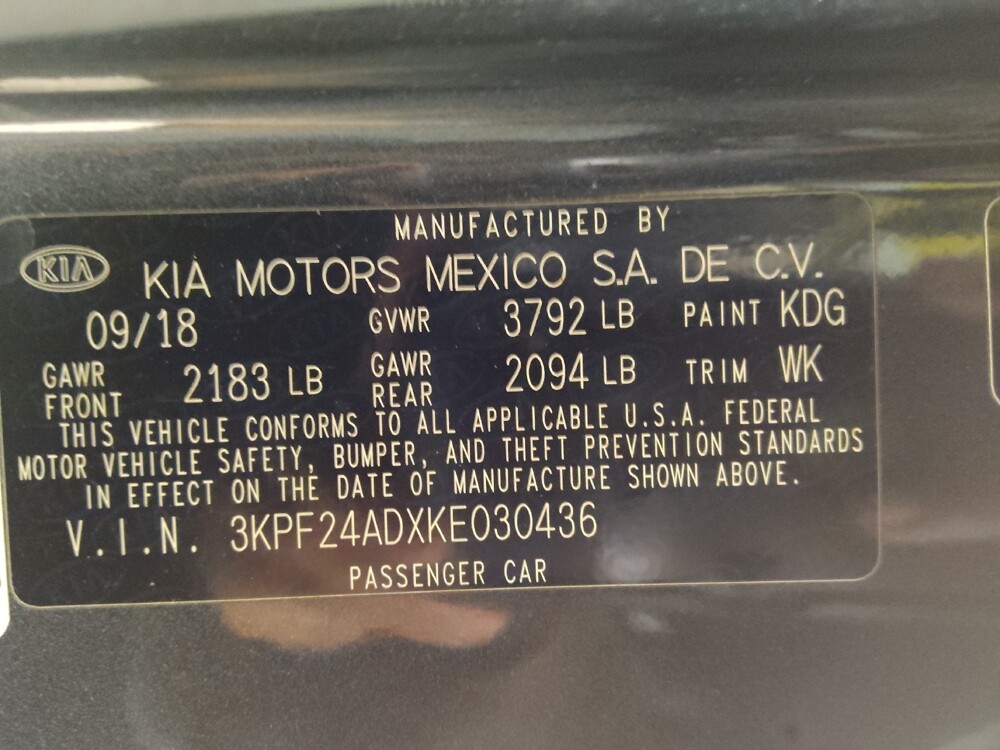 MANUFACTURED BY
KIA KIA MOTORS MEXICO S.A. DE C.V.
09/18 GVWR 3792 LB PAINT KDG
GAWR FRONT 2183 LB GAWR REAR 2094 LB TRIM WK
THIS VEHICLE CONFORMS TO ALL APPLICABLE U.S.A. FEDERAL
MOTOR VEHICLE SAFETY, BUMPER, AND THEFT PREVENTION STANDARDS
IN EFFECT ON THE DATE OF MANUFACTURE SHOWN ABOVE.
V.I.N. 3KPF24ADXKE030436
PASSENGER CAR